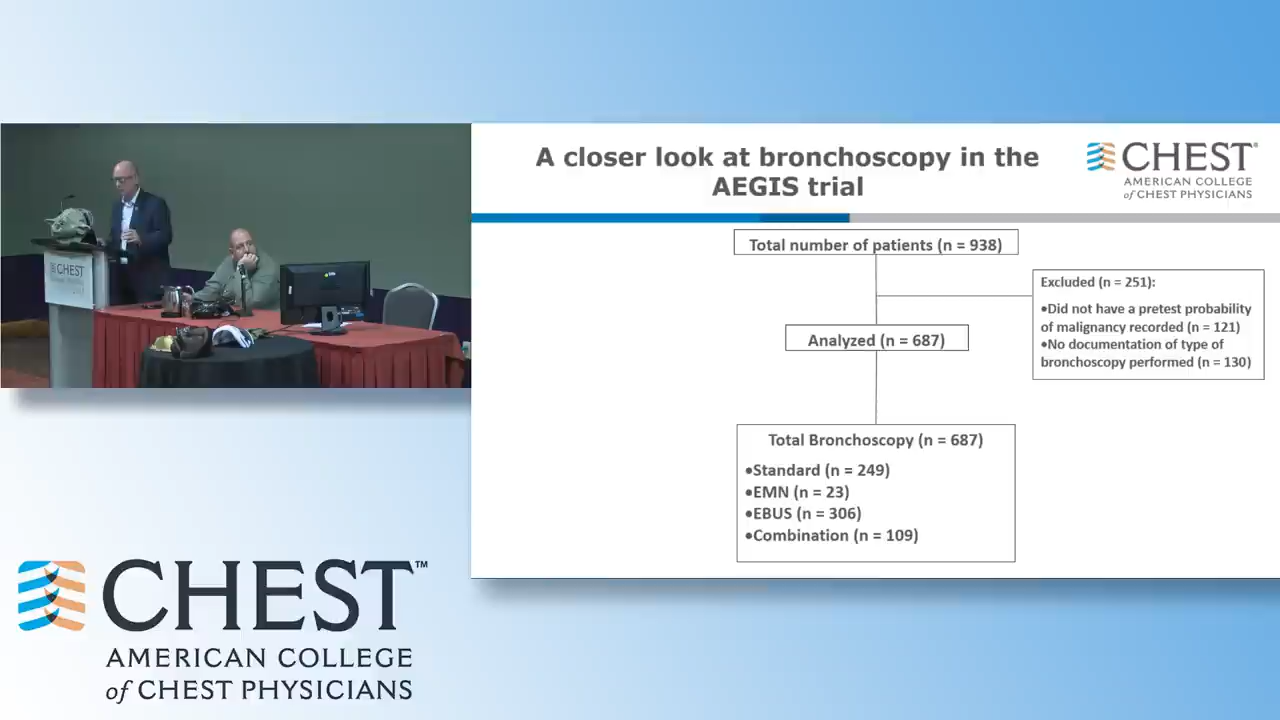 A closer look at bronchoscopy in the
AEGIS trial
CHEST
AMERICAN COLLEGE
of CHEST PHYSICIANS
Total number of patients (n = 938)
Excluded (n = 251):
•Did not have a pretest probability
of malignancy recorded (n = 121)
•No documentation of type of
bronchoscopy performed (n = 130)
Analyzed (n = 687)
Total Bronchoscopy (n = 687)
•Standard (n = 249)
•EMN (n = 23)
•EBUS (n = 306)
•Combination (n = 109)
CHEST
CHEST™
AMERICAN COLLEGE
of CHEST PHYSICIANS